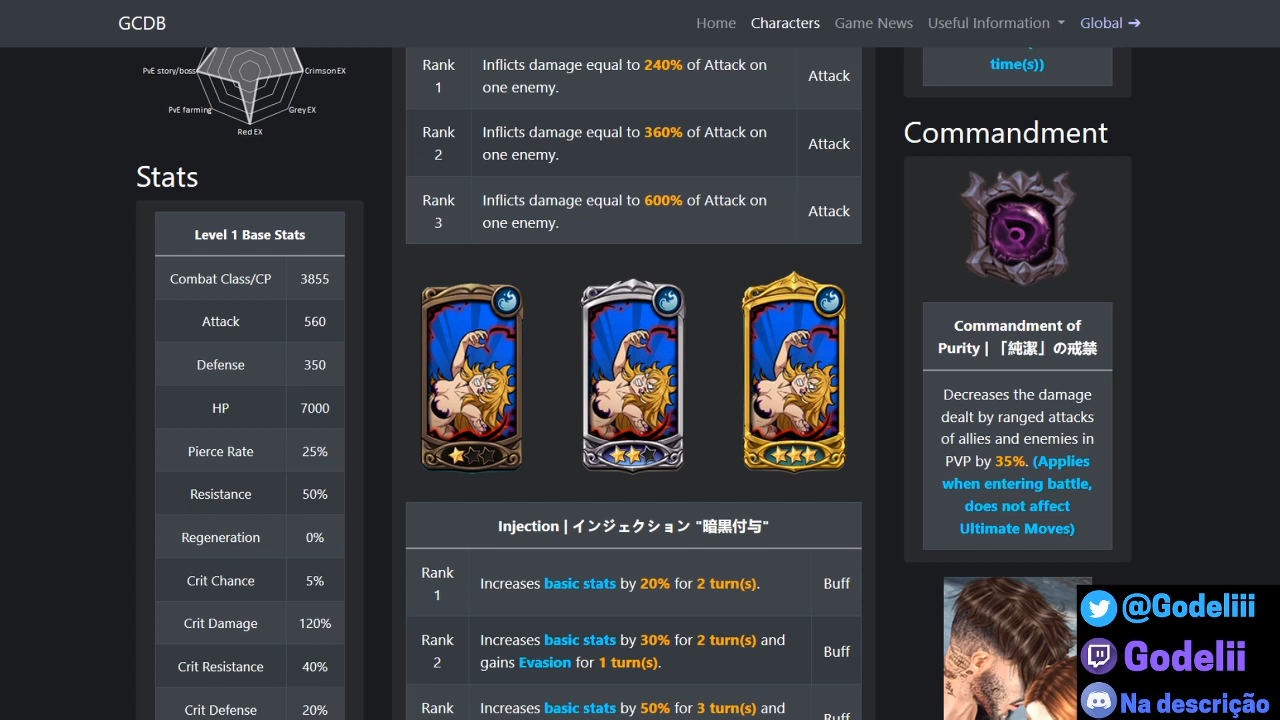 GCDB
Home
Characters
Game News
Useful Information
Global ➔
PvE story/boss
Crimson EX
PvE farming
Grey EX
Red EX
Stats
Level 1 Base Stats
Combat Class/CP 3855
Attack 560
Defense 350
HP 7000
Pierce Rate 25%
Resistance 50%
Regeneration 0%
Crit Chance 5%
Crit Damage 120%
Crit Resistance 40%
Crit Defense 20%
Rank
1
Inflicts damage equal to 240% of Attack on
one enemy.
Attack
Rank
2
Inflicts damage equal to 360% of Attack on
one enemy.
Attack
Rank
3
Inflicts damage equal to 600% of Attack on
one enemy.
Attack
Injection | インジェクション "暗黒付与"
Rank
1
Increases basic stats by 20% for 2 turn(s).
Buff
Rank
2
Increases basic stats by 30% for 2 turn(s) and
gains Evasion for 1 turn(s).
Buff
Rank
Increases basic stats by 50% for 3 turn(s) and
Buff
time(s))
Commandment
Commandment of
Purity | 「純潔」の戒禁
Decreases the damage
dealt by ranged attacks
of allies and enemies in
PVP by 35%. (Applies
when entering battle,
does not affect
Ultimate Moves)
@Godeliii
Godelii
Na descrição